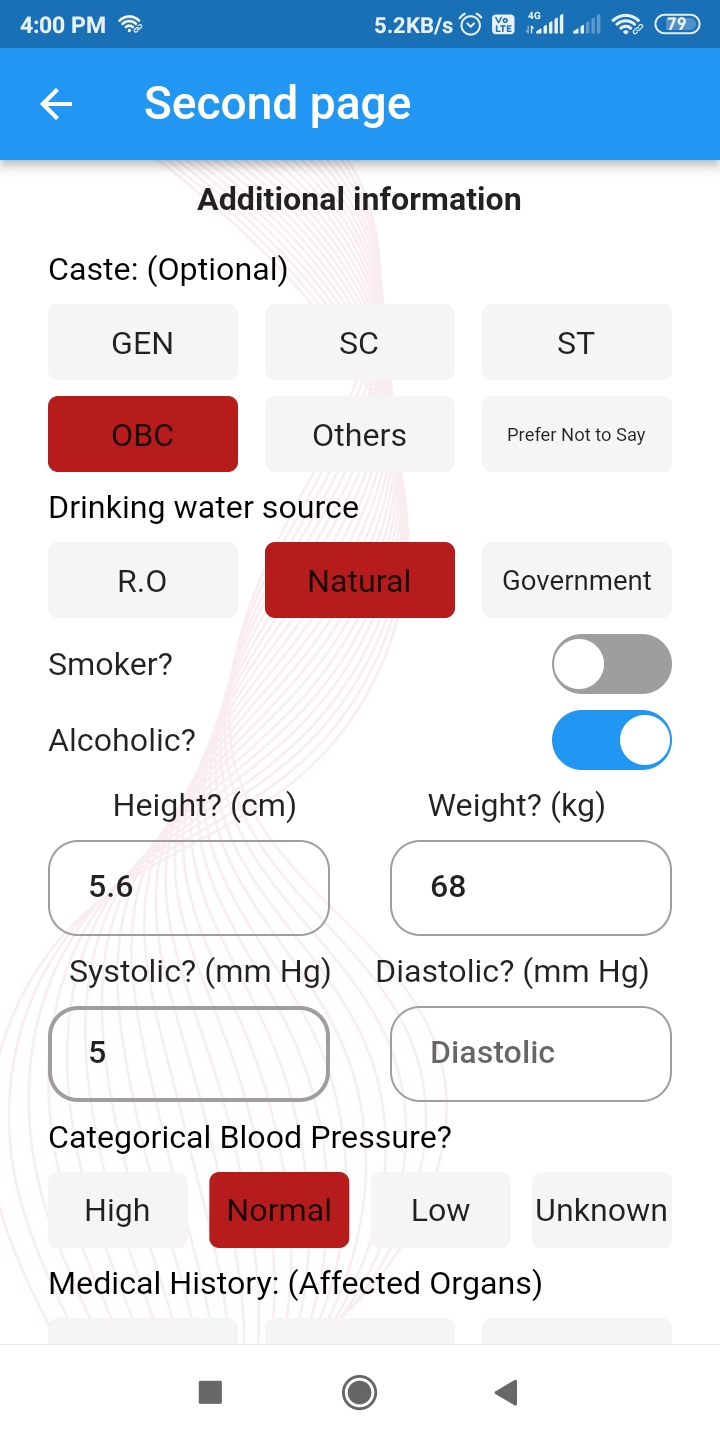 4:00 PM 5.2KB/s Vo LTE 4G 79
Second page
Additional information
Caste: (Optional)
GEN SC ST
OBC Others Prefer Not to Say
Drinking water source
R.O Natural Government
Smoker?
Alcoholic?
Height? (cm) Weight? (kg)
5.6 68
Systolic? (mm Hg) Diastolic? (mm Hg)
5 Diastolic
Categorical Blood Pressure?
High Normal Low Unknown
Medical History: (Affected Organs)